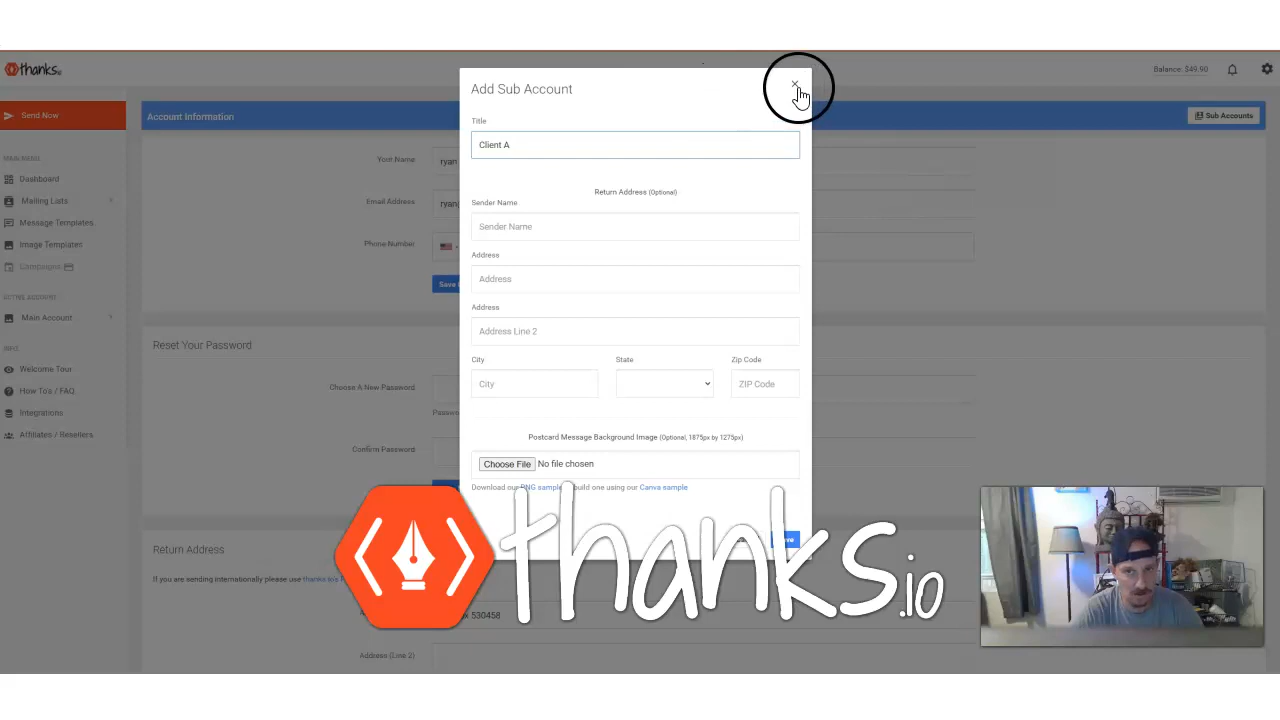 thanks.io
Balance: $49.90
Send Now
MAIN MENU
Dashboard
Mailing Lists
Message Templates
Image Templates
Campaigns
ACTIVE ACCOUNT
Main Account
INFO
Welcome Tour
How To's / FAQ
Integrations
Affiliates / Resellers
Account Information
Sub Accounts
Your Name
ryan
Email Address
ryan@
Phone Number
Save
Reset Your Password
Choose A New Password
Confirm Password
Return Address
If you are sending internationally please use thanks.io's
530458
Address (Line 2)
Add Sub Account
×
Title
Client A
Return Address (Optional)
Sender Name
Sender Name
Address
Address
Address
Address Line 2
City
State
Zip Code
City
ZIP Code
Postcard Message Background Image (Optional, 1875px by 1275px)
Choose File No file chosen
Download our PNG sample build one using our Canva sample
thanks.io